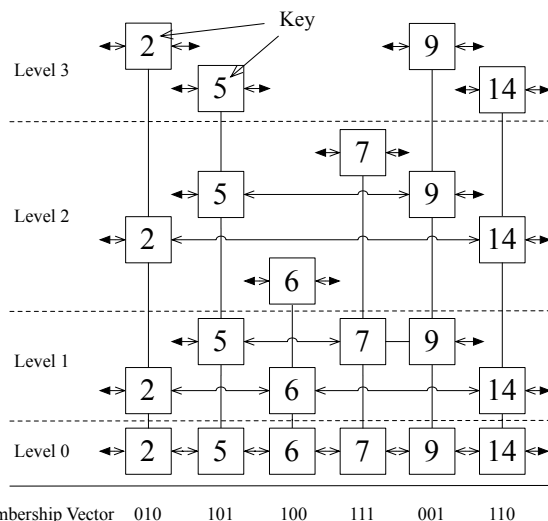 Key
2 9
Level 3
5 14
7
5 9
Level 2
2 14
6
5 7 9
Level 1
2 6 14
Level 0 2 5 6 7 9 14
mbership Vector 010 101 100 111 001 110